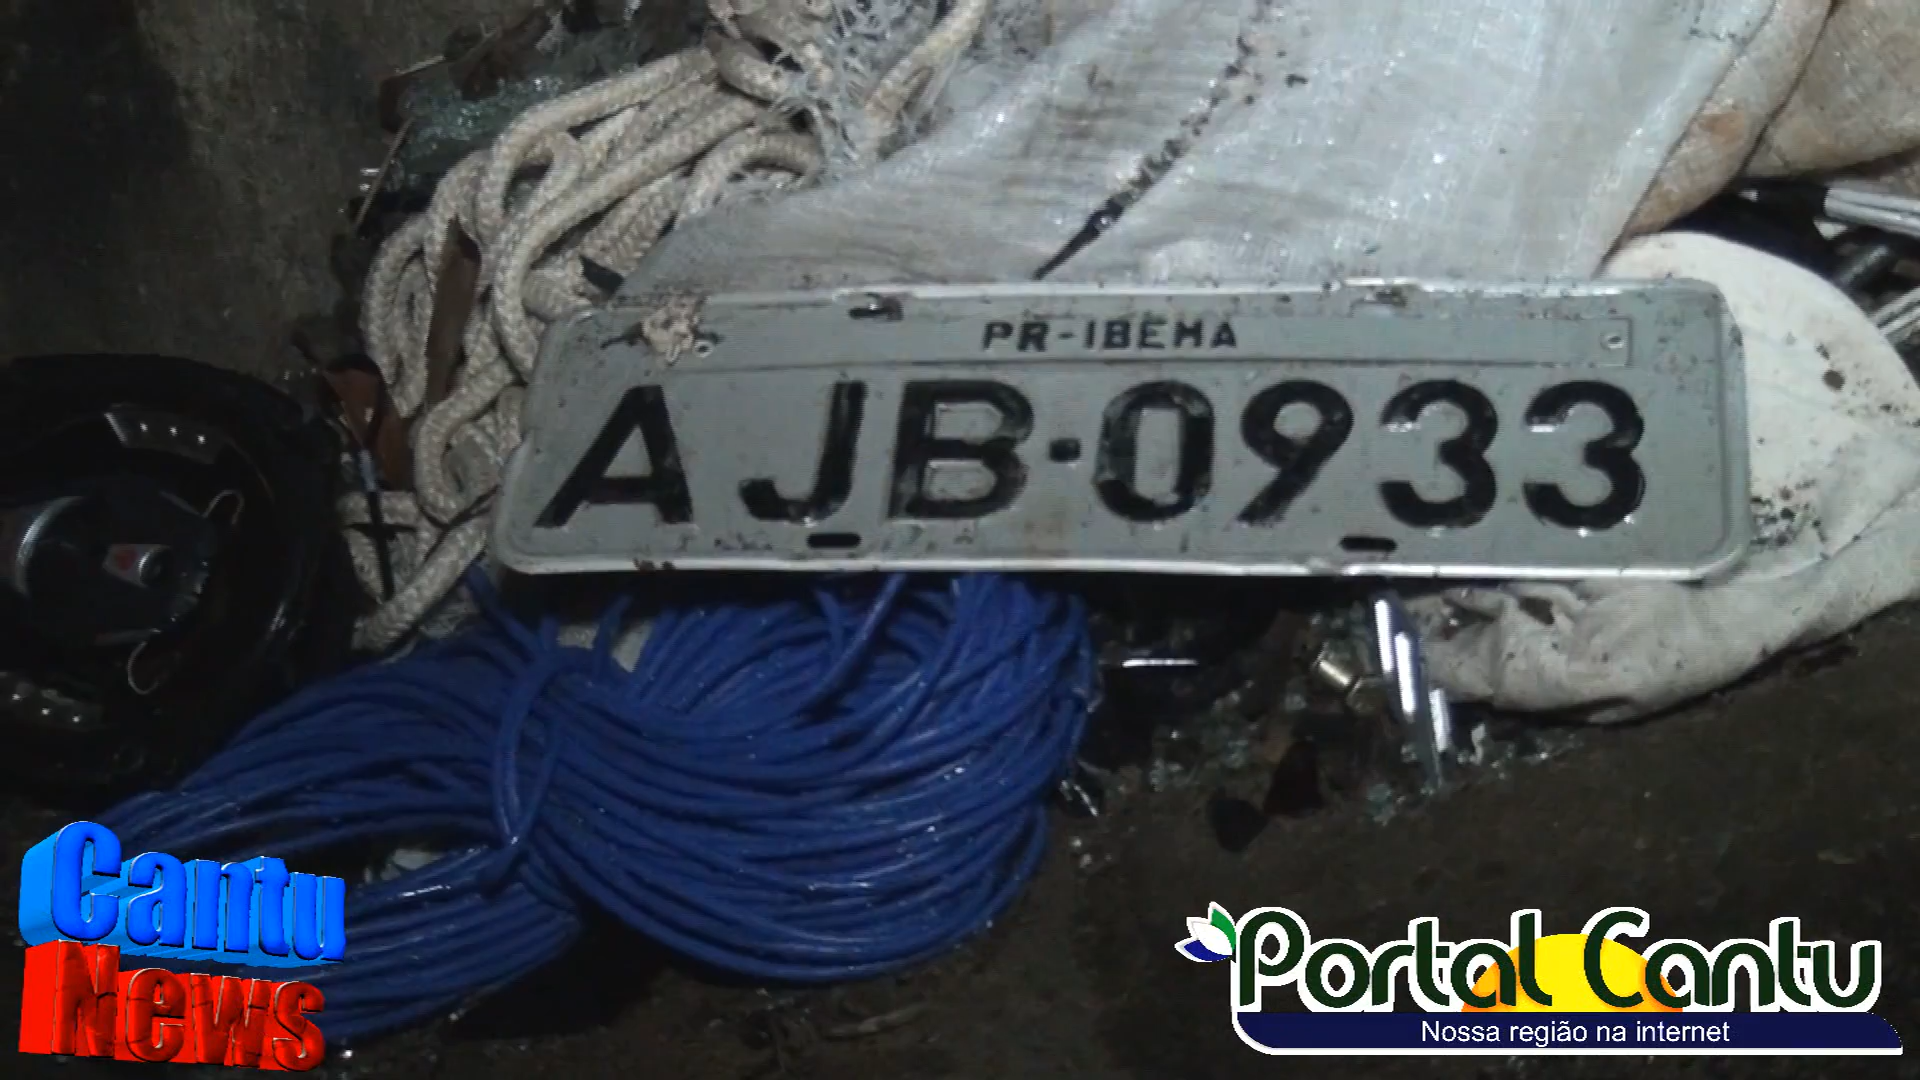 PR-IBEMA
AJB·0933
Cantu
News
Portal Cantu
Nossa região na internet